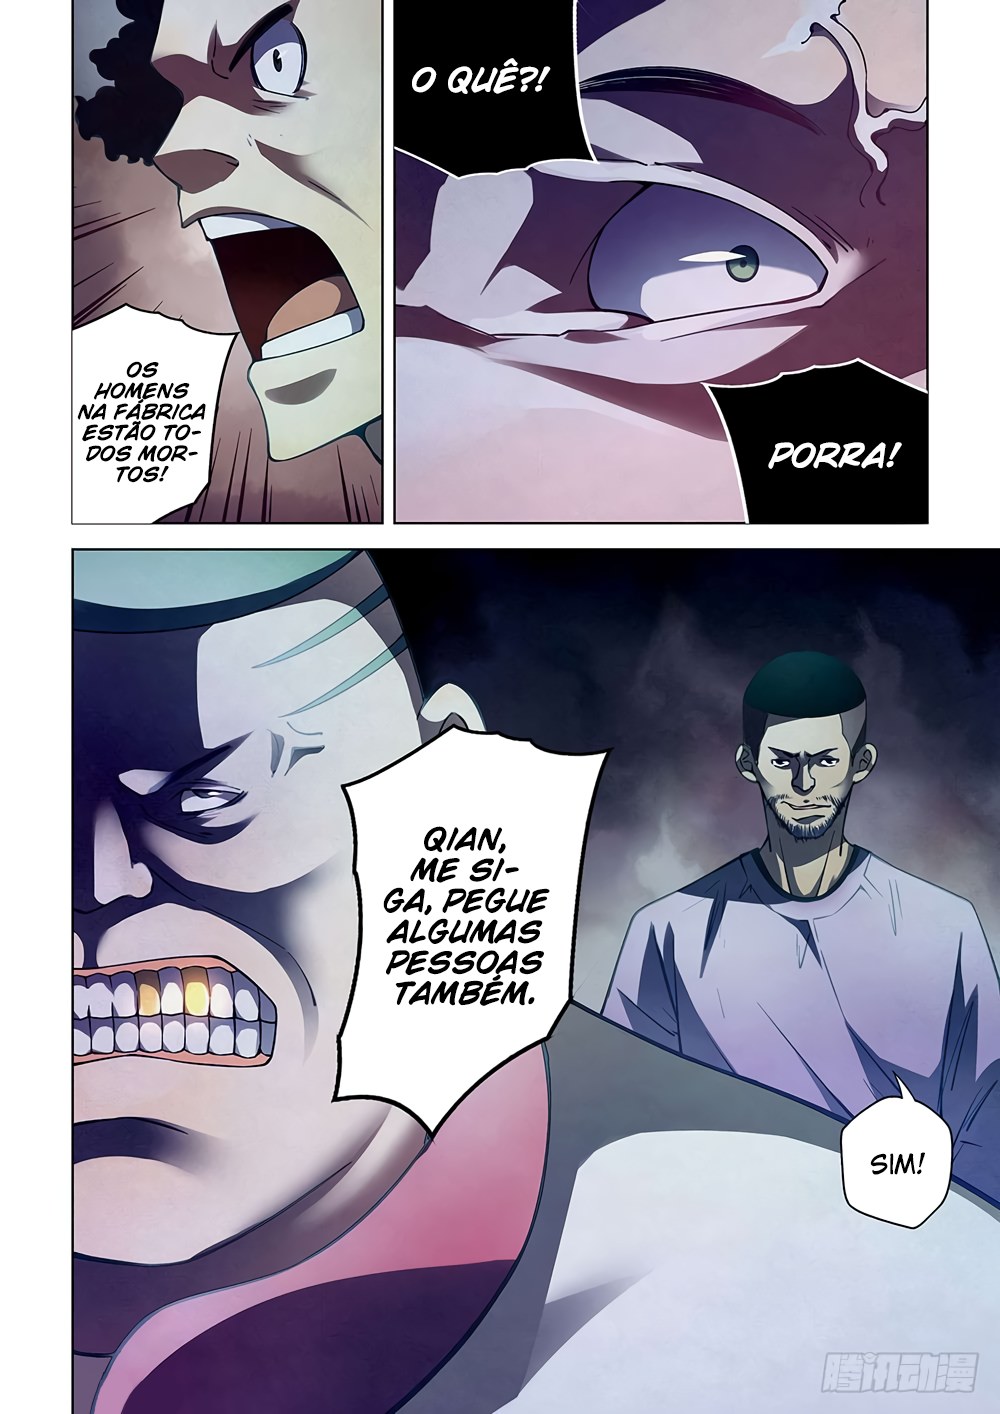 OS
HOMENS
NA FÁBRICA
ESTÃO TO-
DOS MOR-
TOS!
O QUÊ?!
PORRA!
QIAN,
ME SI-
GA, PEGUE
ALGUMAS
PESSOAS
TAMBÉM.
SIM!
腾讯动漫